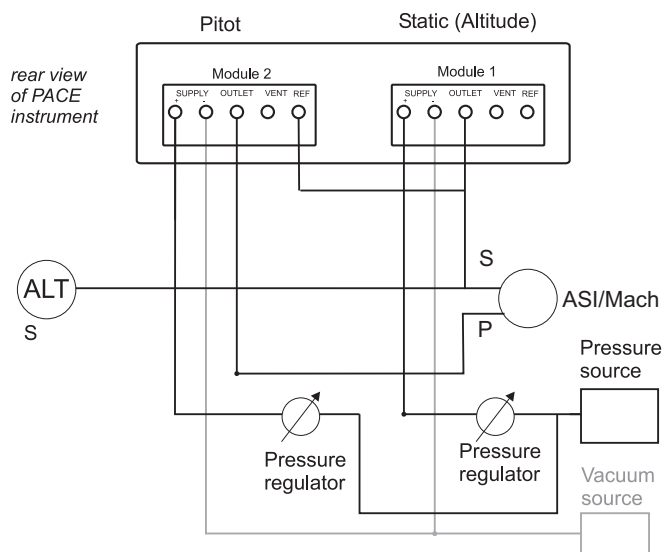 Pitot
Static (Altitude)
rear view
of PACE
instrument
Module 2
SUPPLY OUTLET VENT REF
+ -
Module 1
SUPPLY OUTLET VENT REF
+ -
ALT
S
S
P
ASI/Mach
Pressure
source
Pressure
regulator
Pressure
regulator
Vacuum
source